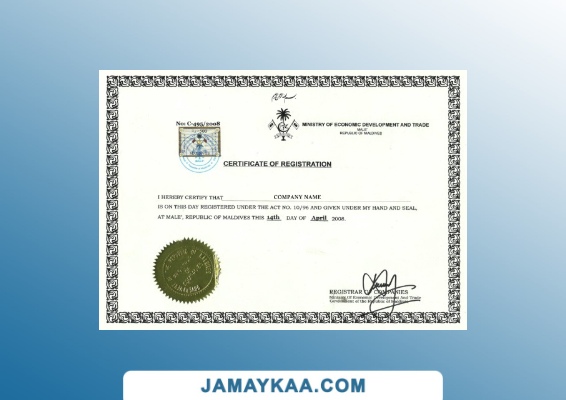 No: C-495/2008
MINISTRY OF ECONOMIC DEVELOPMENT AND TRADE
MALE'
REPUBLIC OF MALDIVES
CERTIFICATE OF REGISTRATION
I HEREBY CERTIFY THAT COMPANY NAME
IS ON THIS DAY REGISTERED UNDER THE ACT NO. 10/96 AND GIVEN UNDER MY HAND AND SEAL,
AT MALE', REPUBLIC OF MALDIVES THIS 14th DAY OF April 2008.
REGISTRAR OF COMPANIES
Ministry Of Economic Development And Trade
Government of the Republic of Maldives
JAMAYKAA.COM